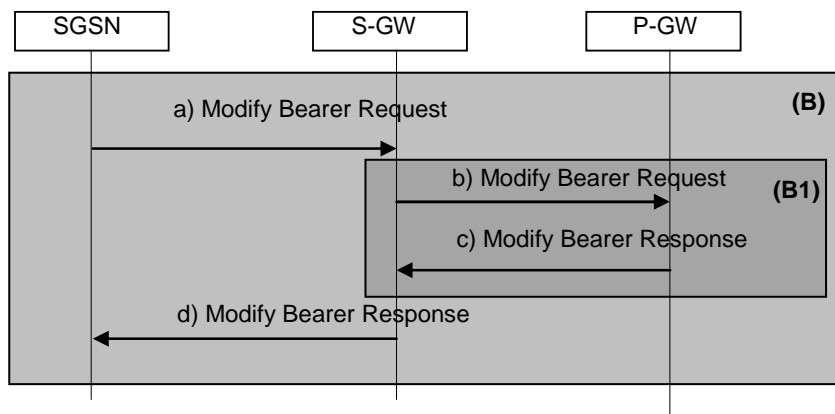 SGSN
S-GW
P-GW
(B)
a) Modify Bearer Request
b) Modify Bearer Request
(B1)
c) Modify Bearer Response
d) Modify Bearer Response